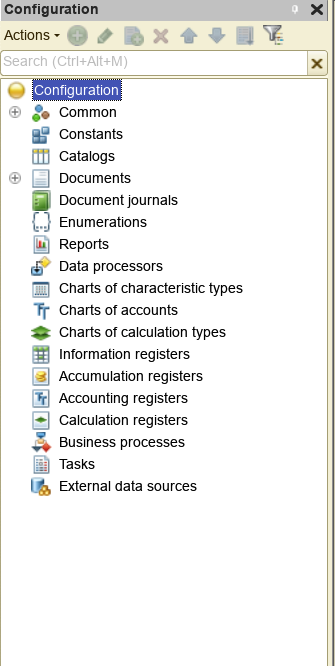 Configuration
Actions
Search (Ctrl+Alt+M)
Configuration
Common
Constants
Catalogs
Documents
Document journals
Enumerations
Reports
Data processors
Charts of characteristic types
Charts of accounts
Charts of calculation types
Information registers
Accumulation registers
Accounting registers
Calculation registers
Business processes
Tasks
External data sources